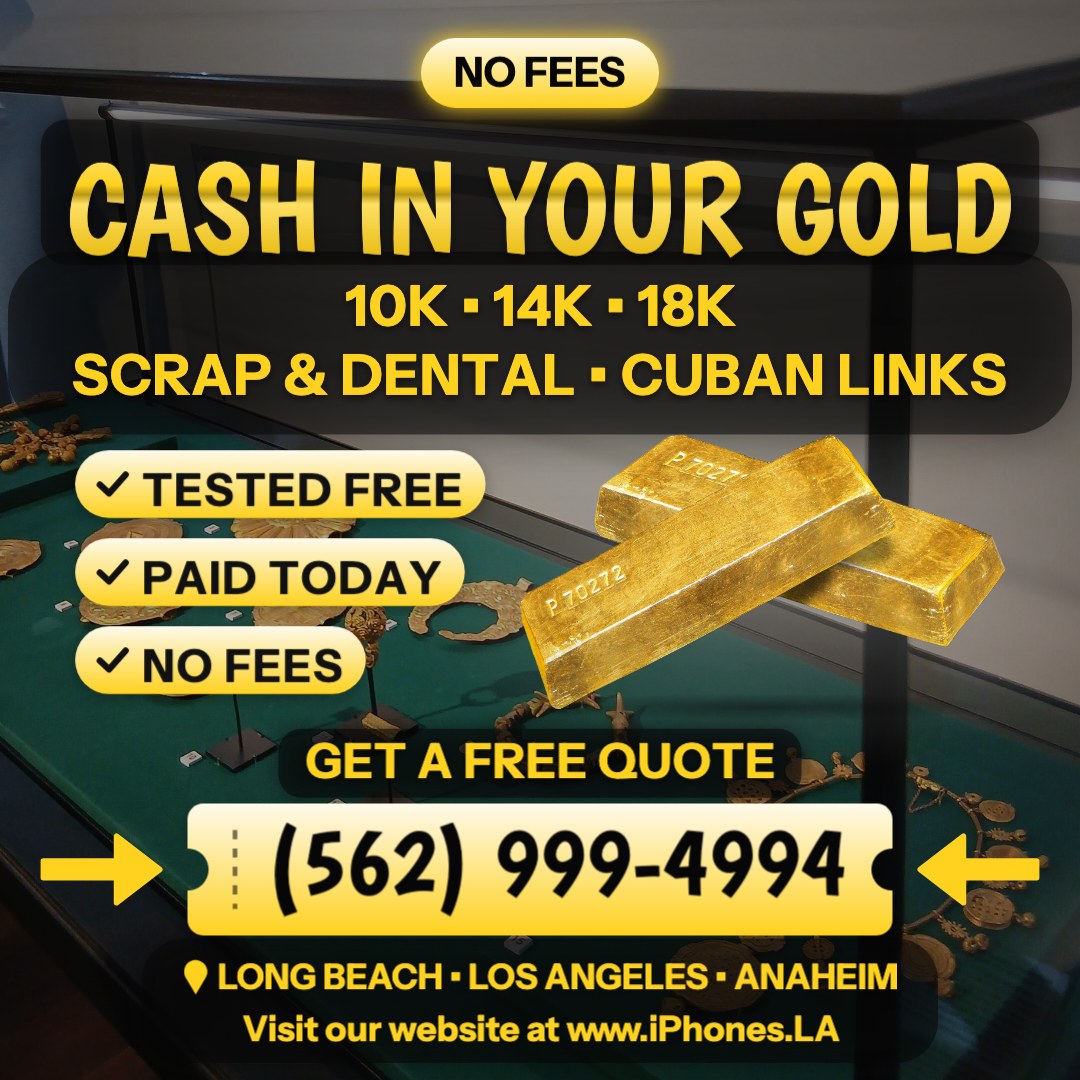 NO FEES
CASH IN YOUR GOLD
10K ▪ 14K ▪ 18K
SCRAP & DENTAL ▪ CUBAN LINKS
✓ TESTED FREE
✓ PAID TODAY
✓ NO FEES
P.7027
P.70272
GET A FREE QUOTE
(562) 999-4994
LONG BEACH ▪ LOS ANGELES ▪ ANAHEIM
Visit our website at www.iPhones.LA